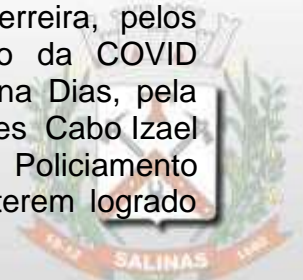 erreira, pelos
o da COVID
na Dias, pela
es Cabo Izael
Policiamento
terem logrado
SALINAS